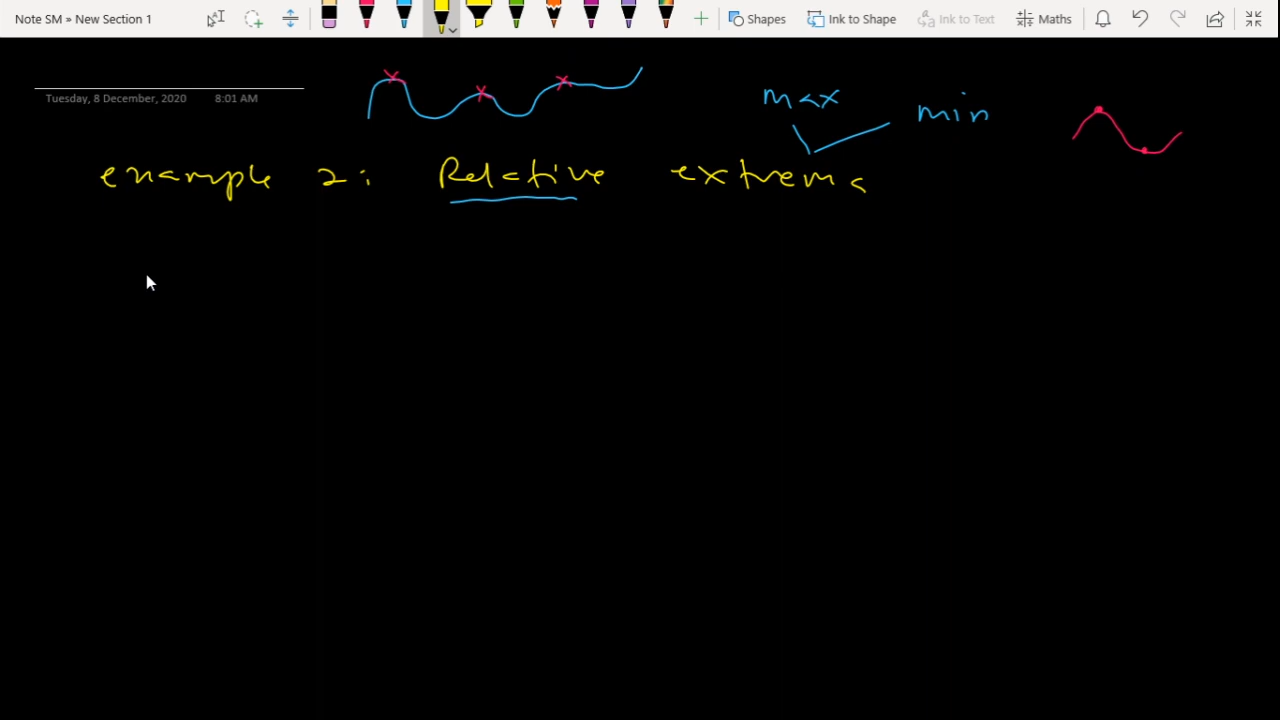 Note SM » New Section 1
Shapes
Ink to Shape
Ink to Text
Maths
Tuesday, 8 December, 2020 8:01 AM
max min
example 2: Relative extrema